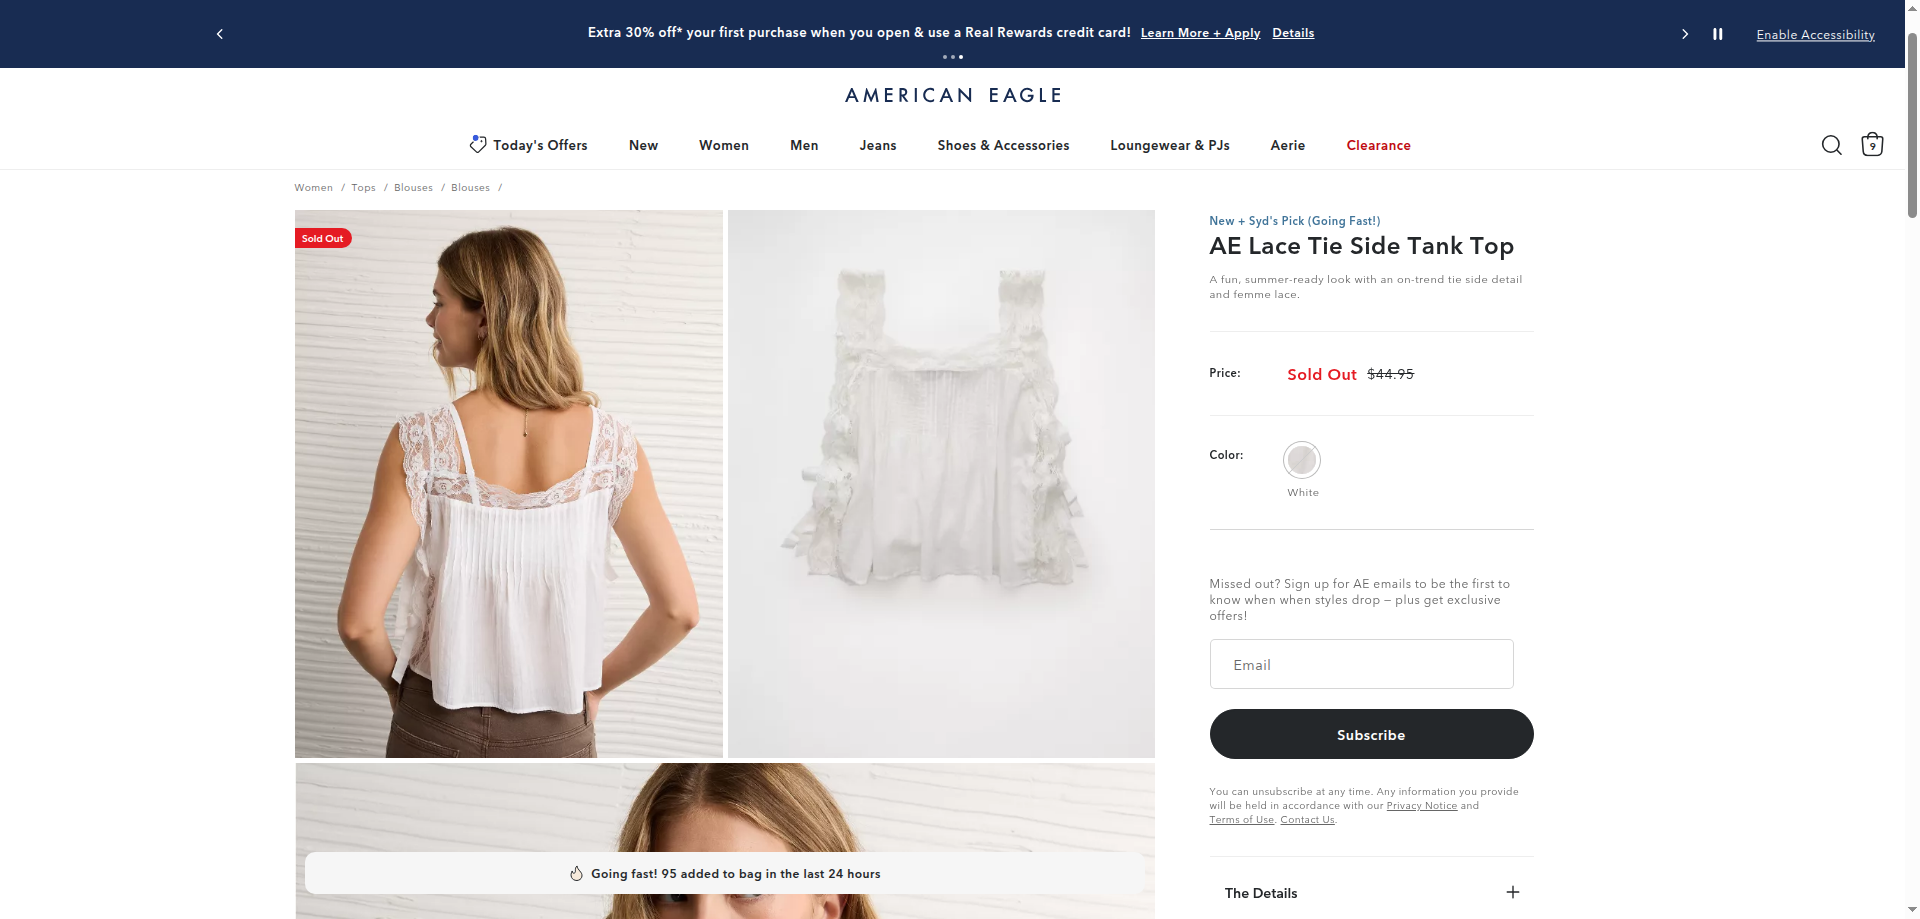 Extra 30% off* your first purchase when you open & use a Real Rewards credit card! Learn More + Apply Details
Enable Accessibility
AMERICAN EAGLE
Today's Offers New Women Men Jeans Shoes & Accessories Loungewear & PJs Aerie Clearance
9
Women / Tops / Blouses / Blouses /
Sold Out
New + Syd's Pick (Going Fast!)
AE Lace Tie Side Tank Top
A fun, summer-ready look with an on-trend tie side detail
and femme lace.
Price: Sold Out $44.95
Color:
White
Missed out? Sign up for AE emails to be the first to
know when when styles drop – plus get exclusive
offers!
Email
Subscribe
You can unsubscribe at any time. Any information you provide
will be held in accordance with our Privacy Notice and
Terms of Use. Contact Us.
Going fast! 95 added to bag in the last 24 hours
The Details